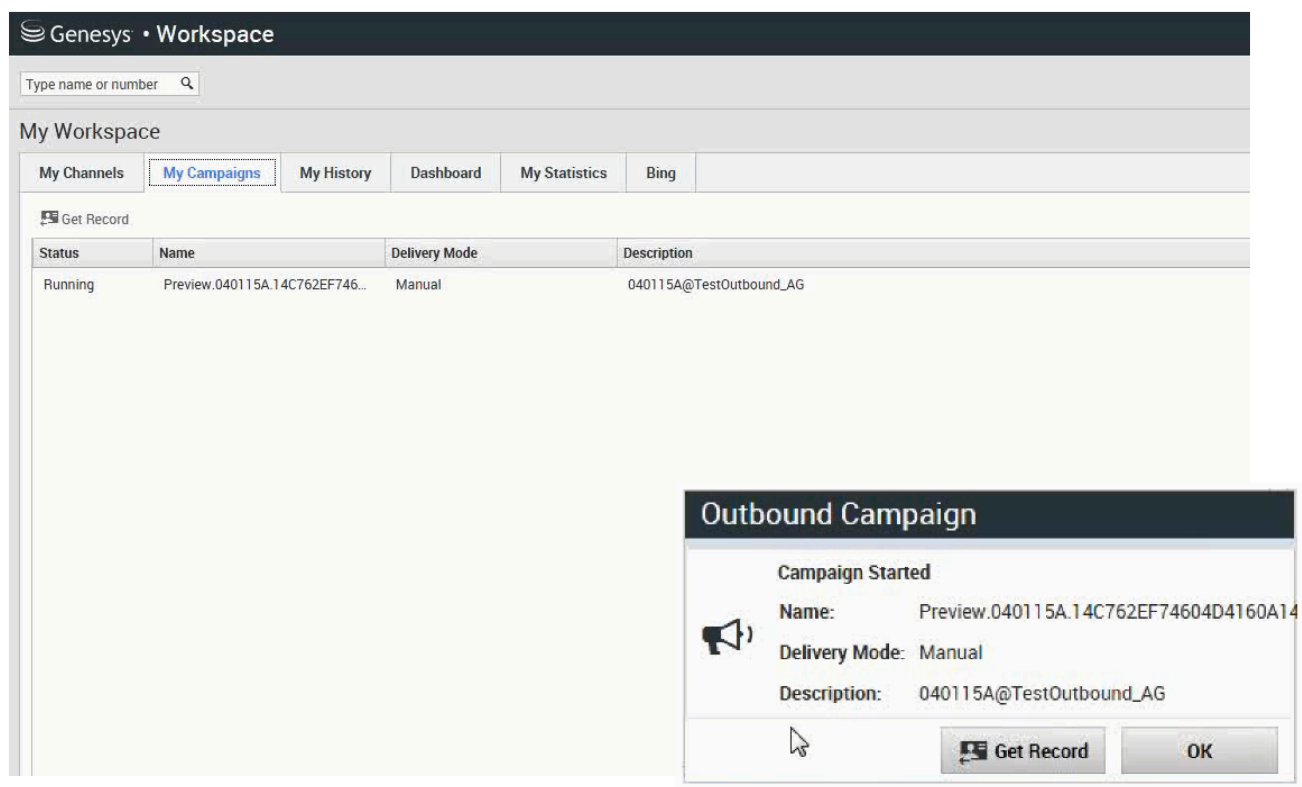 Genesys • Workspace
Type name or number
My Workspace
My Channels My Campaigns My History Dashboard My Statistics Bing
Get Record
Status Name Delivery Mode Description
Running Preview.040115A.14C762EF746... Manual 040115A@TestOutbound_AG
Outbound Campaign
Campaign Started
Name: Preview.040115A.14C762EF74604D4160A14
Delivery Mode: Manual
Description: 040115A@TestOutbound_AG
Get Record OK